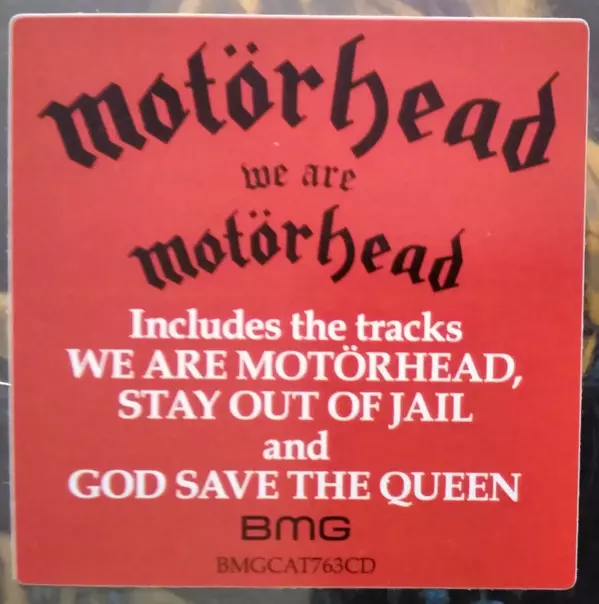 motörhead
we are
motörhead
Includes the tracks
WE ARE MOTÖRHEAD,
STAY OUT OF JAIL
and
GOD SAVE THE QUEEN
BMG
BMGCAT763CD